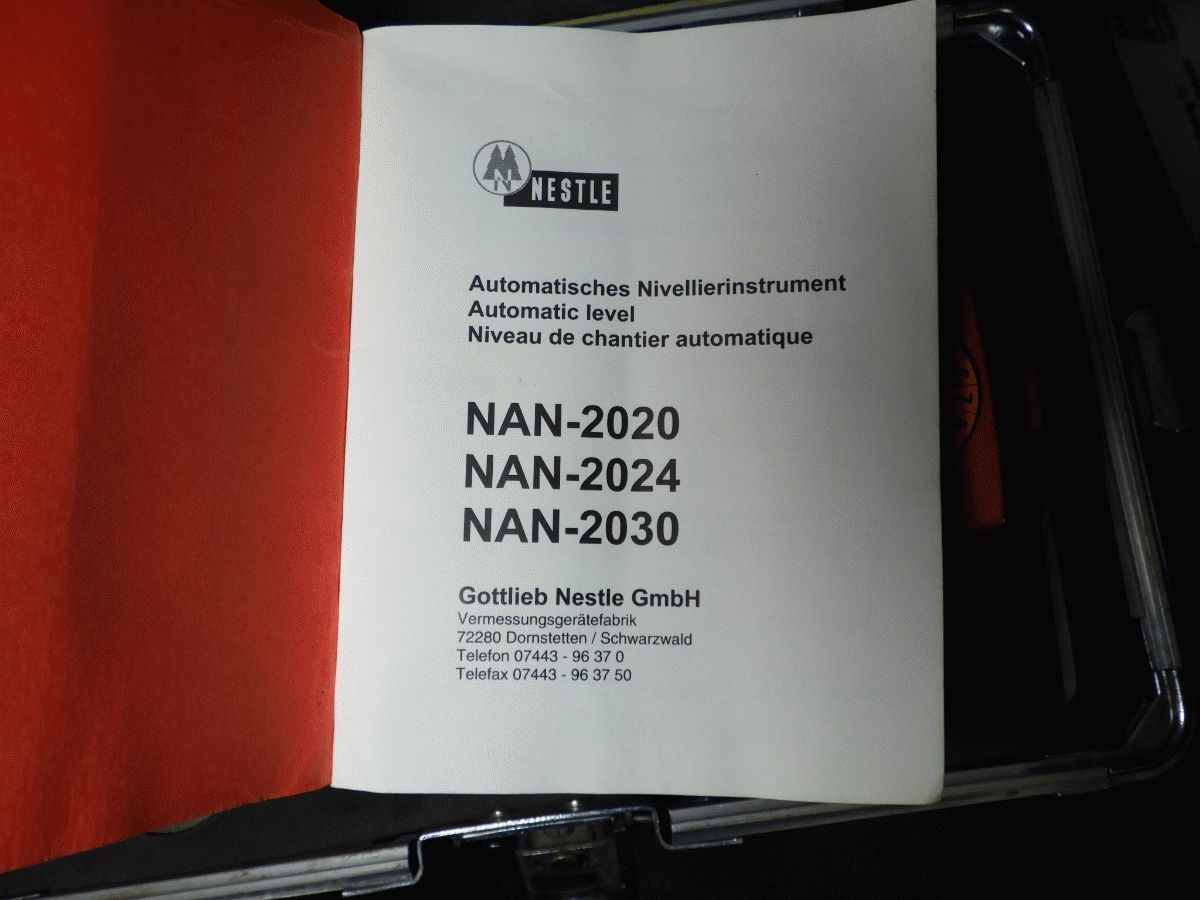 N NESTLE
Automatisches Nivellierinstrument
Automatic level
Niveau de chantier automatique
NAN-2020
NAN-2024
NAN-2030
Gottlieb Nestle GmbH
Vermessungsgerätefabrik
72280 Dornstetten / Schwarzwald
Telefon 07443 - 96 37 0
Telefax 07443 - 96 37 50